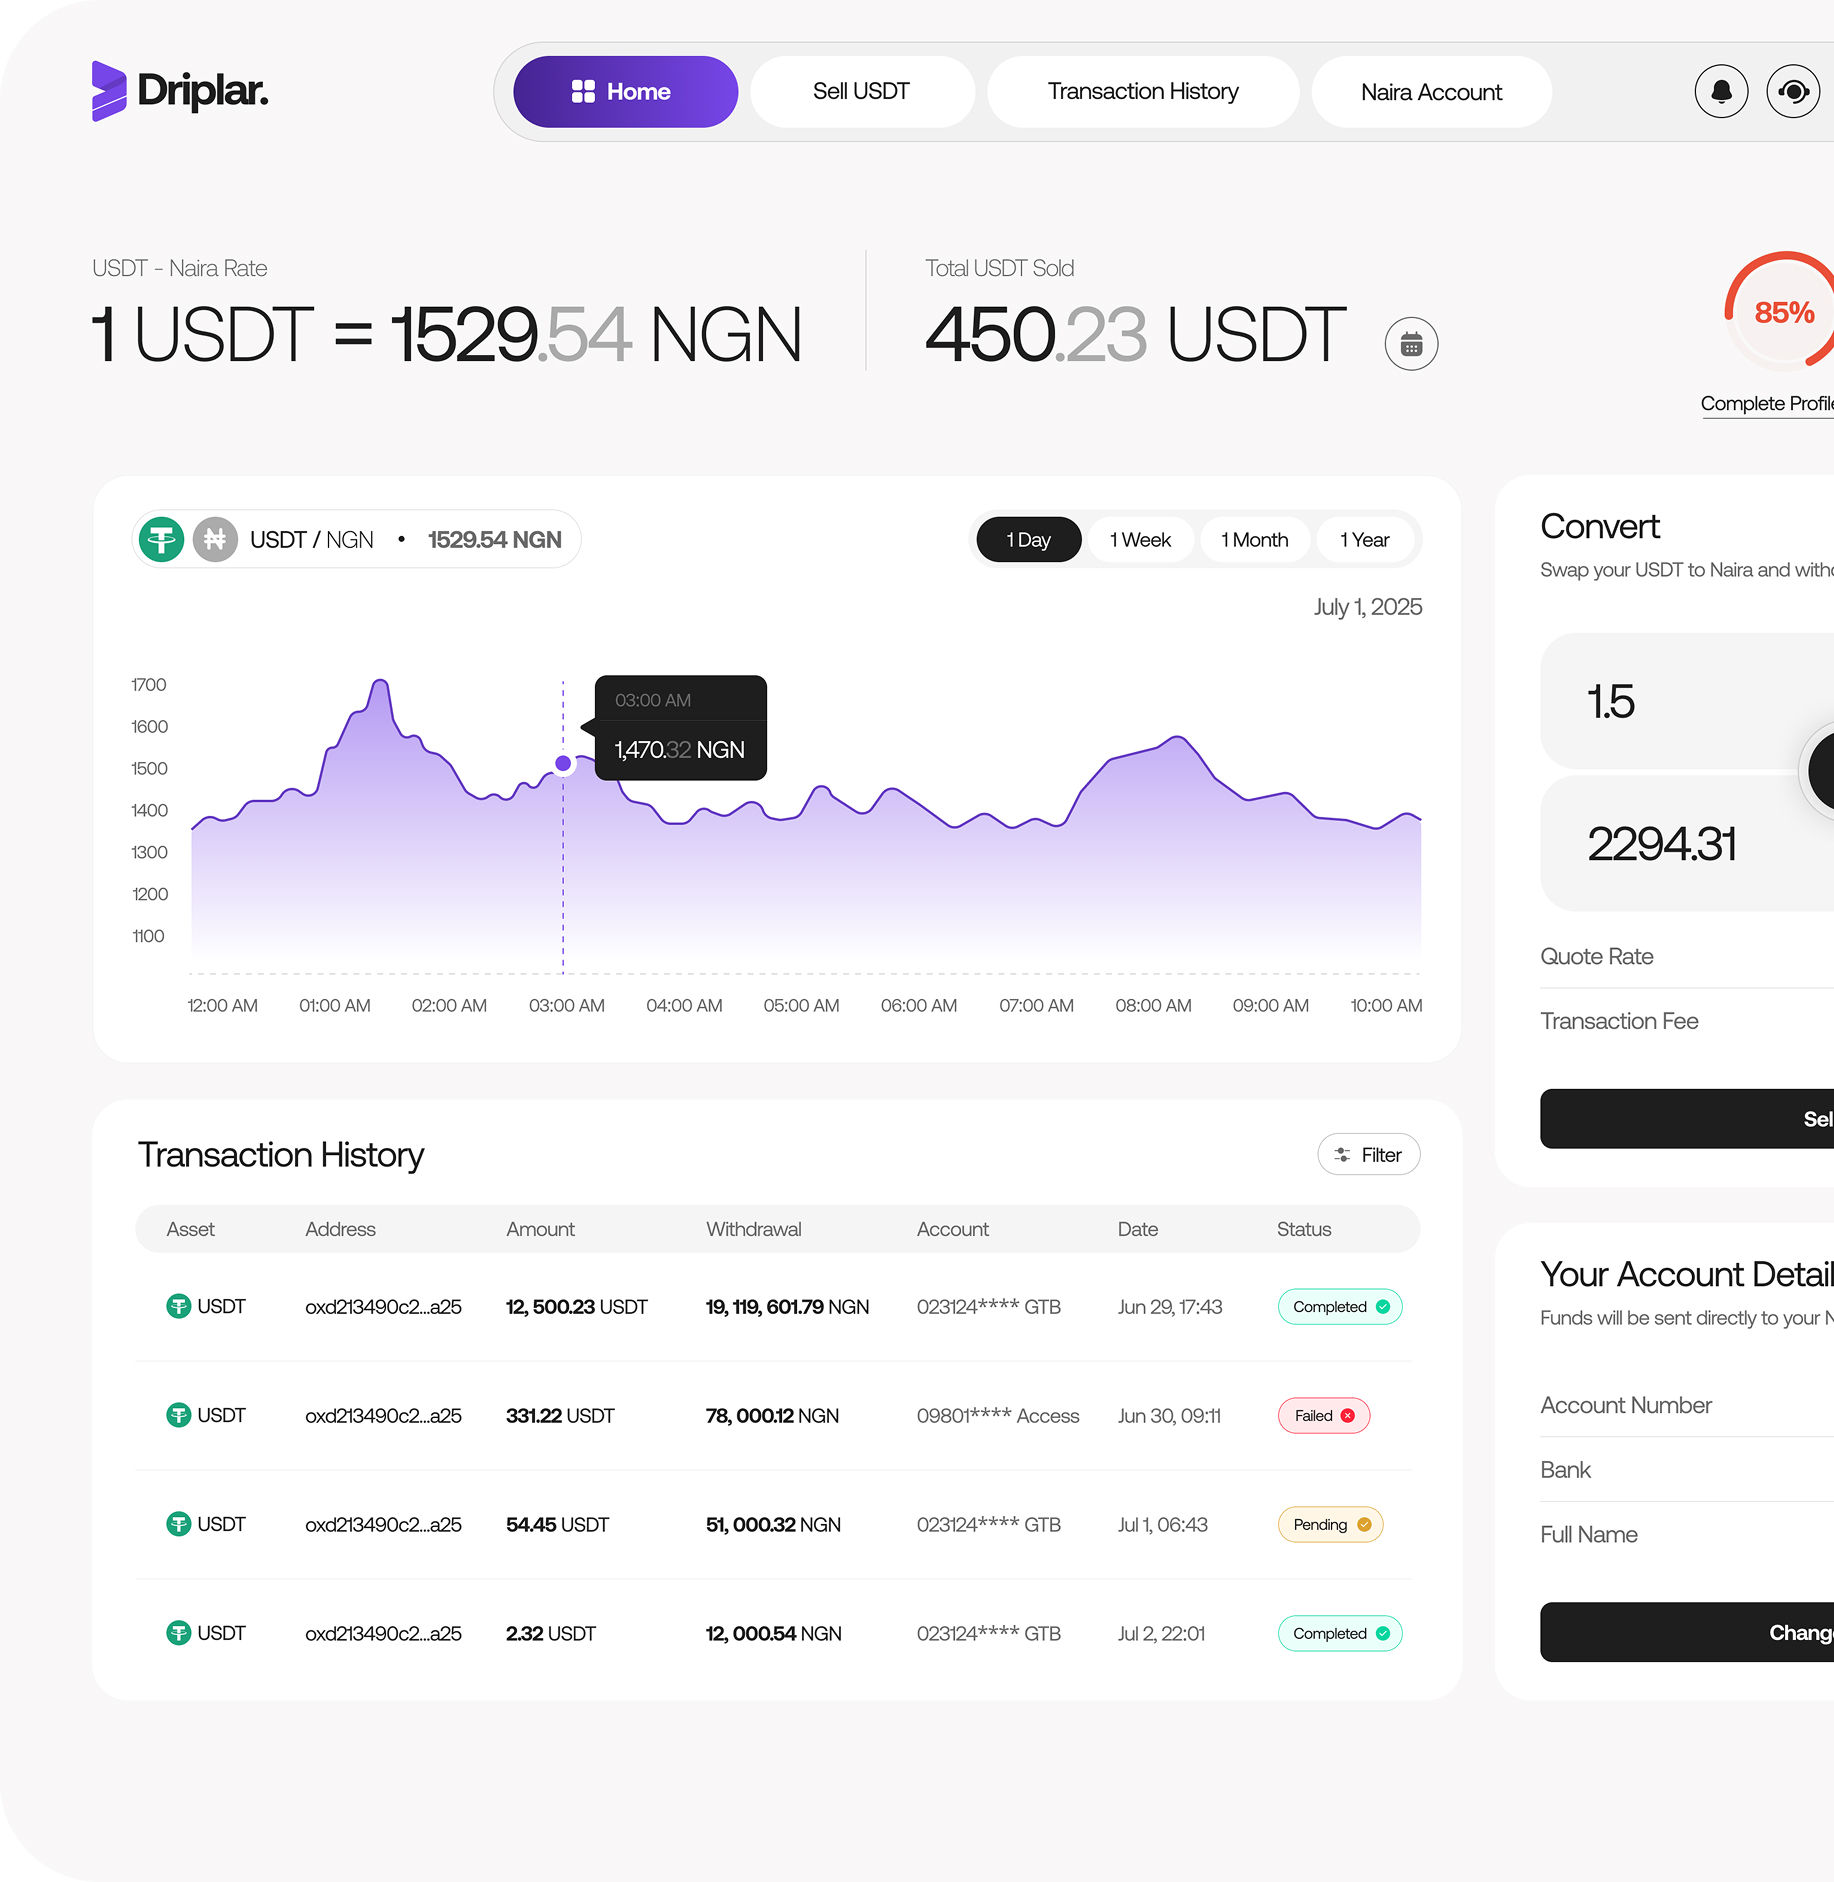 Driplar.
Home
Sell USDT
Transaction History
Naira Account
USDT - Naira Rate
1 USDT = 1529.54 NGN
Total USDT Sold
450.23 USDT
85%
Complete Profile
USDT / NGN • 1529.54 NGN
1 Day
1 Week
1 Month
1 Year
July 1, 2025
1700
1600
1500
1400
1300
1200
1100
03:00 AM
1,470.32 NGN
12:00 AM
01:00 AM
02:00 AM
03:00 AM
04:00 AM
05:00 AM
06:00 AM
07:00 AM
08:00 AM
09:00 AM
10:00 AM
Convert
Swap your USDT to Naira and
1.5
2294.31
Quote Rate
Transaction Fee
Transaction History
Filter
Asset Address Amount Withdrawal Account Date Status
USDT oxd213490c2...a25 12, 500.23 USDT 19, 119, 601.79 NGN 023124**** GTB Jun 29, 17:43 Completed
USDT oxd213490c2...a25 331.22 USDT 78, 000.12 NGN 09801**** Access Jun 30, 09:11 Failed
USDT oxd213490c2...a25 54.45 USDT 51, 000.32 NGN 023124**** GTB Jul 1, 06:43 Pending
USDT oxd213490c2...a25 2.32 USDT 12, 000.54 NGN 023124**** GTB Jul 2, 22:01 Completed
Your Account Detail
Funds will be sent directly to your
Account Number
Bank
Full Name
Change